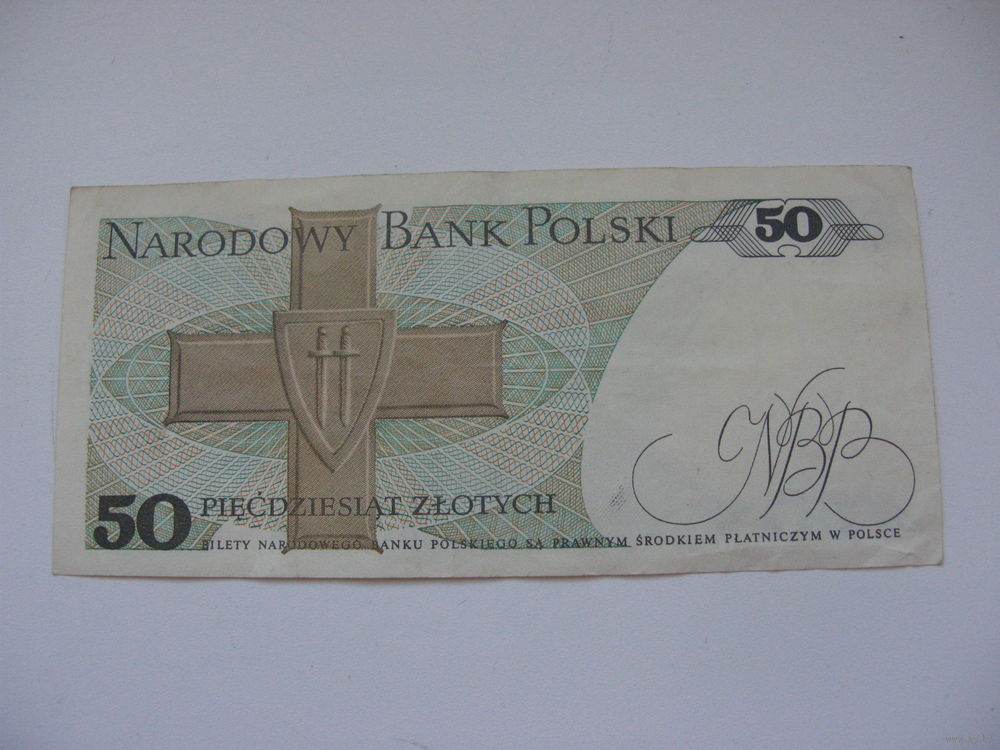 NARODOWY BANK POLSKI 50
NBP
50 PIĘĆDZIESIĄT ZŁOTYCH
BILETY NARODOWEGO BANKU POLSKIEGO SĄ PRAWNYM ŚRODKIEM PŁATNICZYM W POLSCE